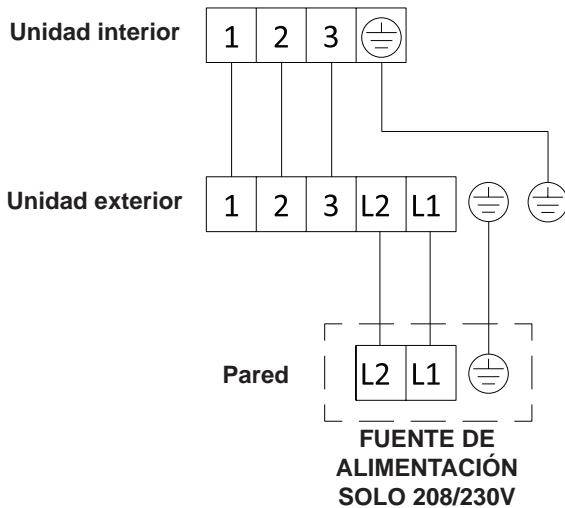 Unidad interior 1 2 3
Unidad exterior 1 2 3 L2 L1
Pared L2 L1
FUENTE DE
ALIMENTACIÓN
SOLO 208/230V